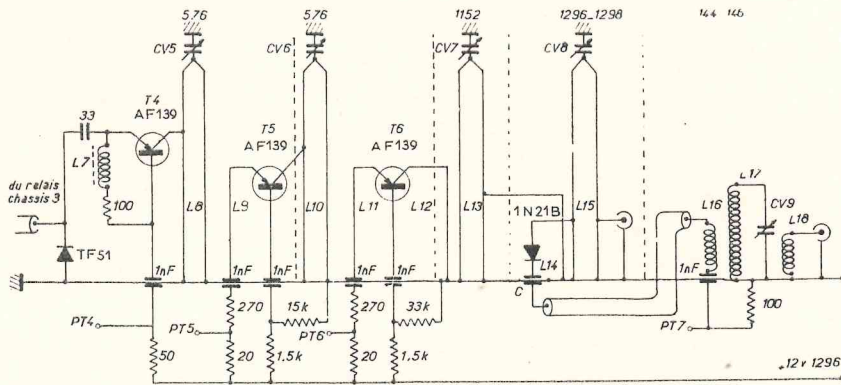 576
576
1152
1296_1298
144 146
CV5
CV6
CV7
CV8
T4
AF139
T5
AF139
T6
AF139
33
L7
100
du relais
chassis 3
TF51
L8
L9
L10
L11
L12
L13
1N21B
L14
L15
L16
L17
CV9
L18
1nF
1nF
1nF
1nF
1nF
C
1nF
PT4
50
270
PT5
20
15k
1.5k
270
PT6
20
33k
1.5k
PT7
100
+12v 1296